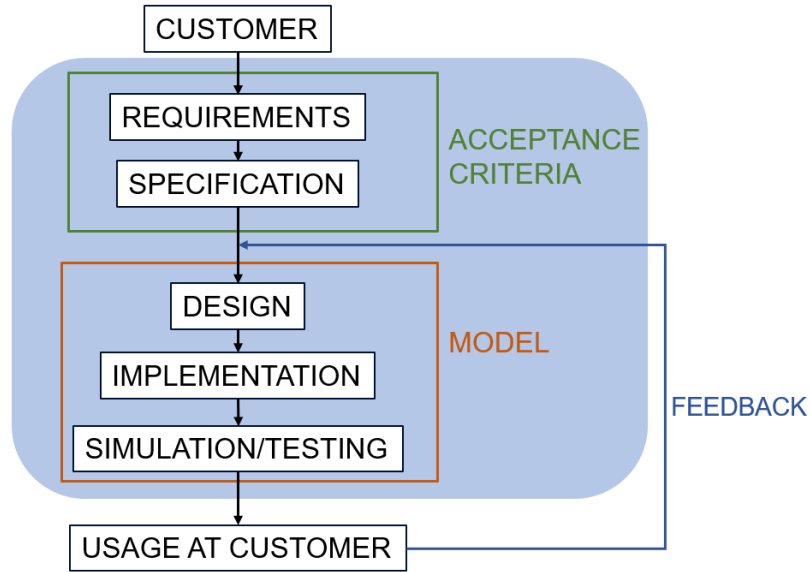 CUSTOMER
REQUIREMENTS
SPECIFICATION
ACCEPTANCE
CRITERIA
DESIGN
IMPLEMENTATION
SIMULATION/TESTING
MODEL
FEEDBACK
USAGE AT CUSTOMER